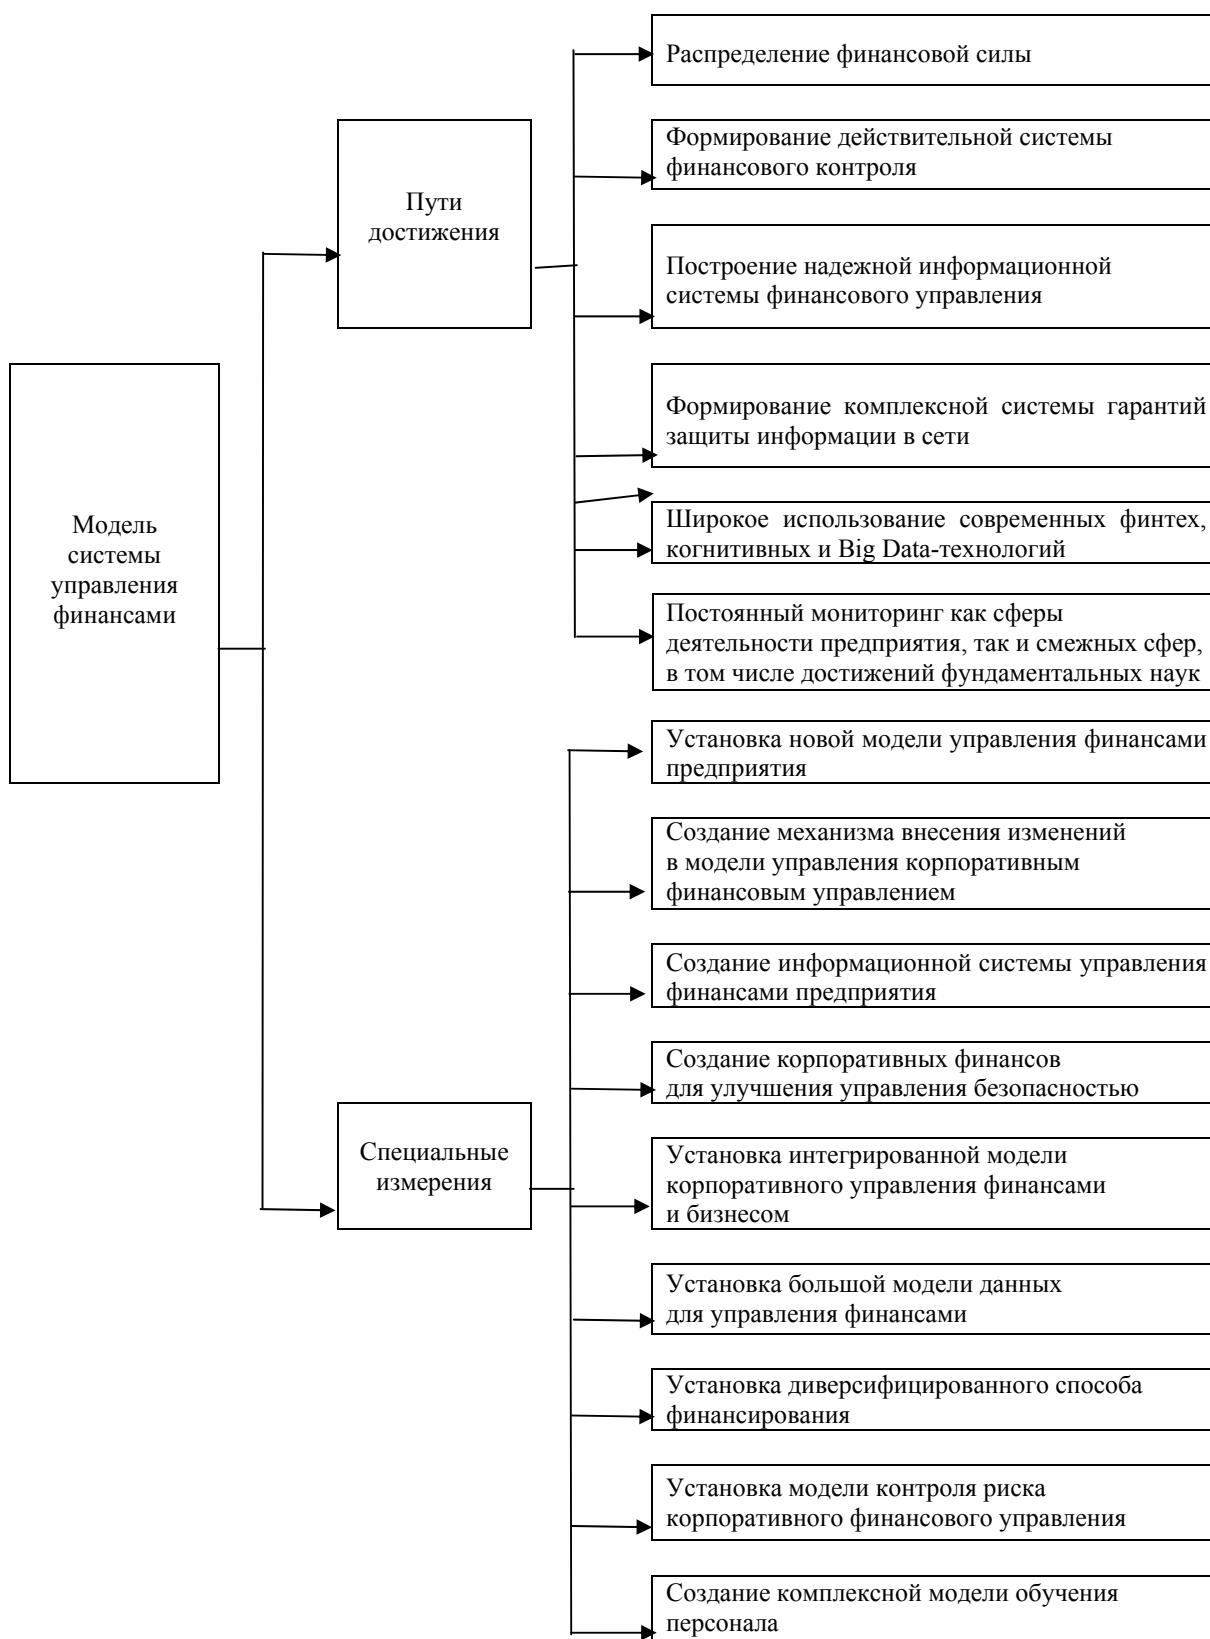 Модель
системы
управления
финансами
Пути
достижения
Распределение финансовой силы
Формирование действительной системы
финансового контроля
Построение надежной информационной
системы финансового управления
Формирование комплексной системы гарантий
защиты информации в сети
Широкое использование современных финтех,
когнитивных и Big Data-технологий
Постоянный мониторинг как сферы
деятельности предприятия, так и смежных сфер,
в том числе достижений фундаментальных наук
Специальные
измерения
Установка новой модели управления финансами
предприятия
Создание механизма внесения изменений
в модели управления корпоративным
финансовым управлением
Создание информационной системы управления
финансами предприятия
Создание корпоративных финансов
для улучшения управления безопасностью
Установка интегрированной модели
корпоративного управления финансами
и бизнесом
Установка большой модели данных
для управления финансами
Установка диверсифицированного способа
финансирования
Установка модели контроля риска
корпоративного финансового управления
Создание комплексной модели обучения
персонала